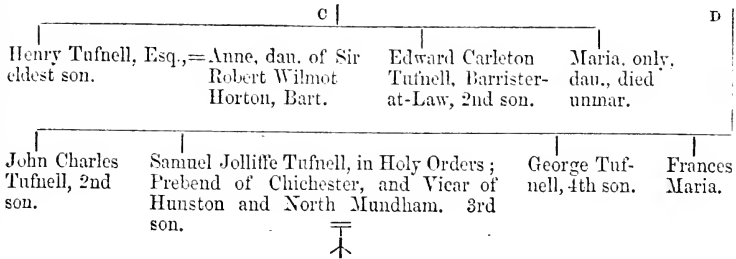 C D
Henry Tufnell, Esq.,=Anne, dau. of Sir Edward Carleton Maria, only
eldest son. Robert Wilmot Tufnell, Barrister- dau., died
Horton, Bart. at-Law, 2nd son. unmar.
John Charles Samuel Jolliffe Tufnell, in Holy Orders; George Tuf- Frances
Tufnell, 2nd Prebend of Chichester, and Vicar of nell, 4th son. Maria.
son. Hunston and North Mundham. 3rd
son.